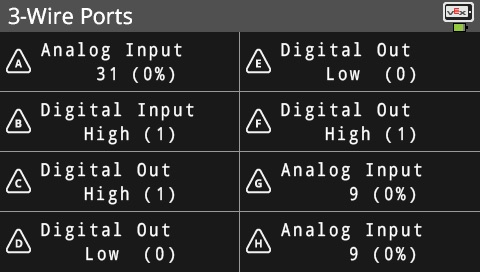 3-Wire Ports
VEX
A Analog Input
31 (0%)
B Digital Input
High (1)
C Digital Out
High (1)
D Digital Out
Low (0)
E Digital Out
Low (0)
F Digital Out
High (1)
G Analog Input
9 (0%)
H Analog Input
9 (0%)